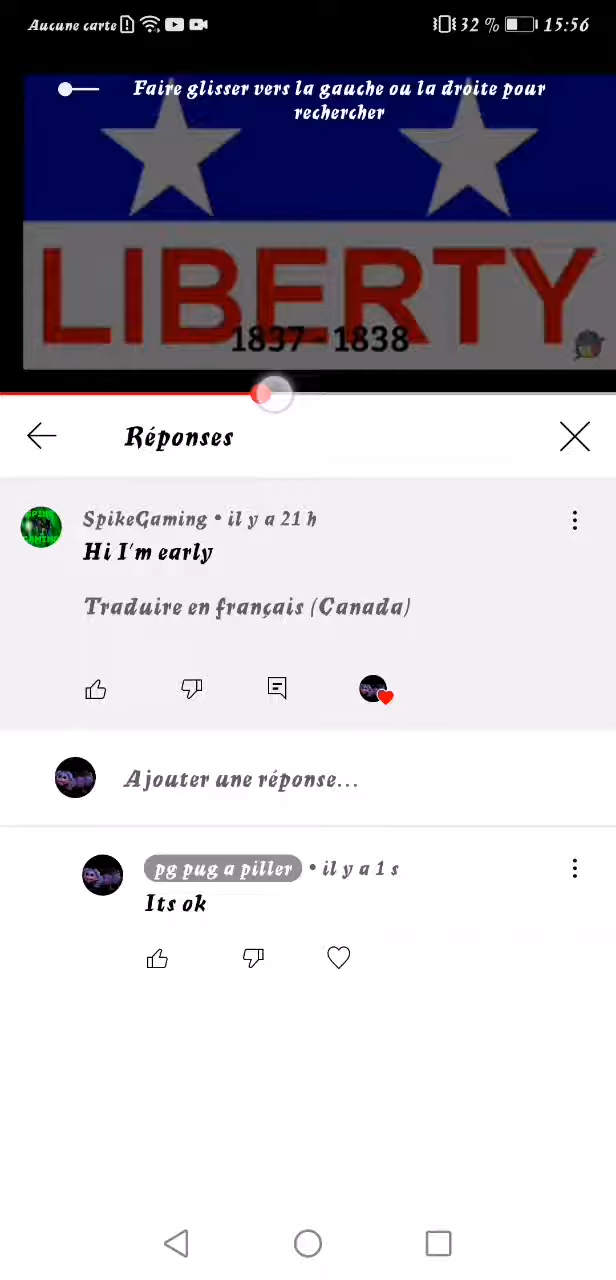 Aucune carte
32 %
15:56
Faire glisser vers la gauche ou la droite pour
rechercher
LIBERTY
1837 - 1838
Réponses
SpikeGaming • il y a 21 h
Hi I'm early
Traduire en français (Canada)
Ajouter une réponse...
pg pug a piller • il y a 1 s
Its ok